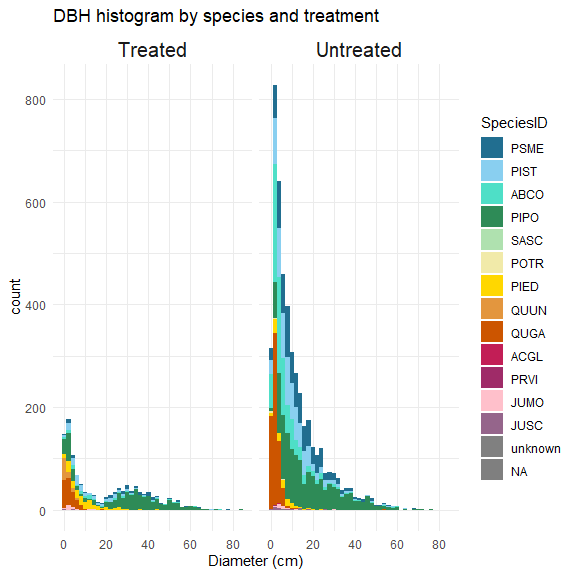 DBH histogram by species and treatment
Treated
Untreated
800
600
400
200
0
count
0 20 40 60 80
0 20 40 60 80
Diameter (cm)
SpeciesID
PSME
PIST
ABCO
PIPO
SASC
POTR
PIED
QUUN
QUGA
ACGL
PRVI
JUMO
JUSC
unknown
NA